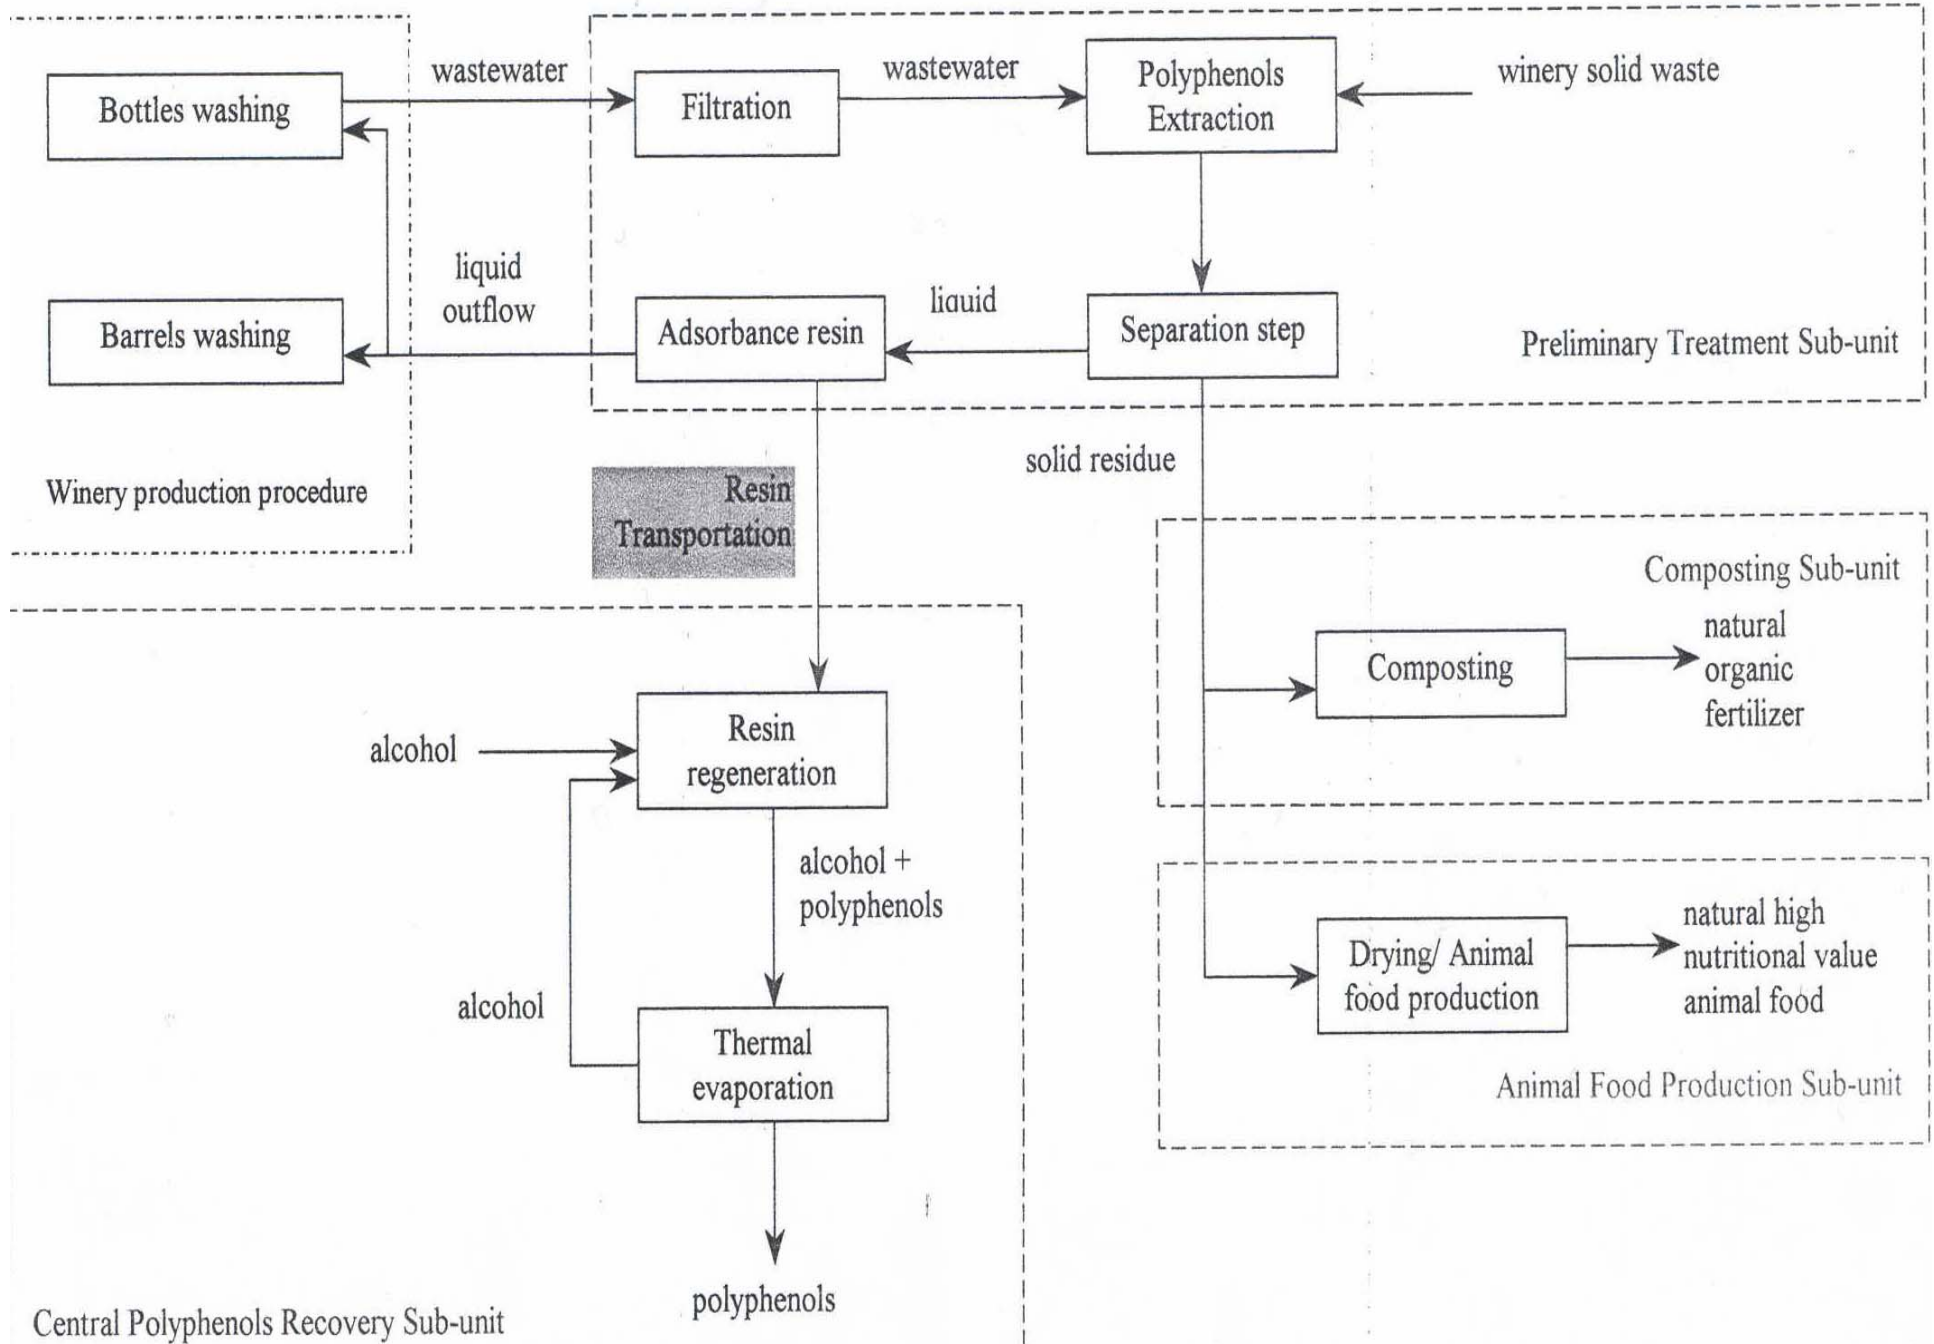 Bottles washing
wastewater
Filtration
wastewater
Polyphenols
Extraction
winery solid waste
Barrels washing
liquid
outflow
Adsorbance resin
liquid
Separation step
Preliminary Treatment Sub-unit
Winery production procedure
Resin
Transportation
solid residue
Composting Sub-unit
Composting
natural
organic
fertilizer
alcohol
Resin
regeneration
alcohol +
polyphenols
alcohol
Thermal
evaporation
Drying/ Animal
food production
natural high
nutritional value
animal food
Animal Food Production Sub-unit
polyphenols
Central Polyphenols Recovery Sub-unit